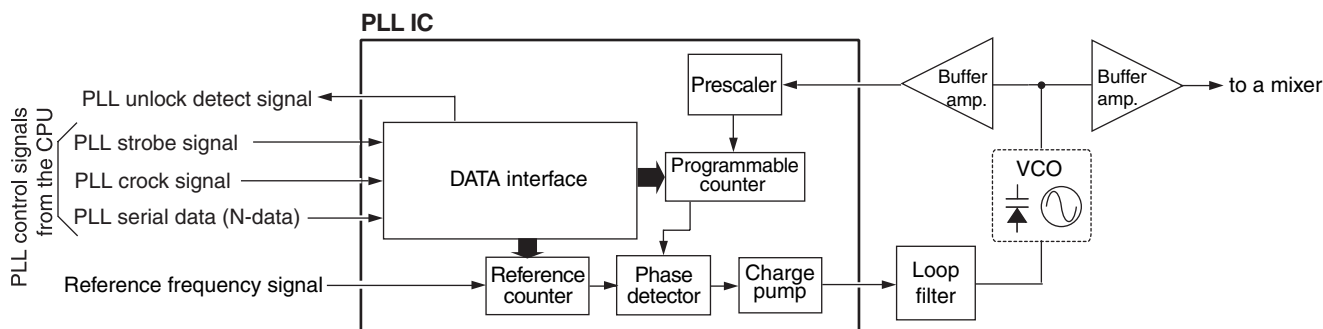 PLL IC
Buffer
amp.
Buffer
amp.
Prescaler
to a mixer
PLL control signals
from the CPU
PLL unlock detect signal
PLL strobe signal
PLL crock signal
PLL serial data (N-data)
DATA interface
Programmable
counter
VCO
Reference frequency signal
Reference
counter
Phase
detector
Charge
pump
Loop
filter